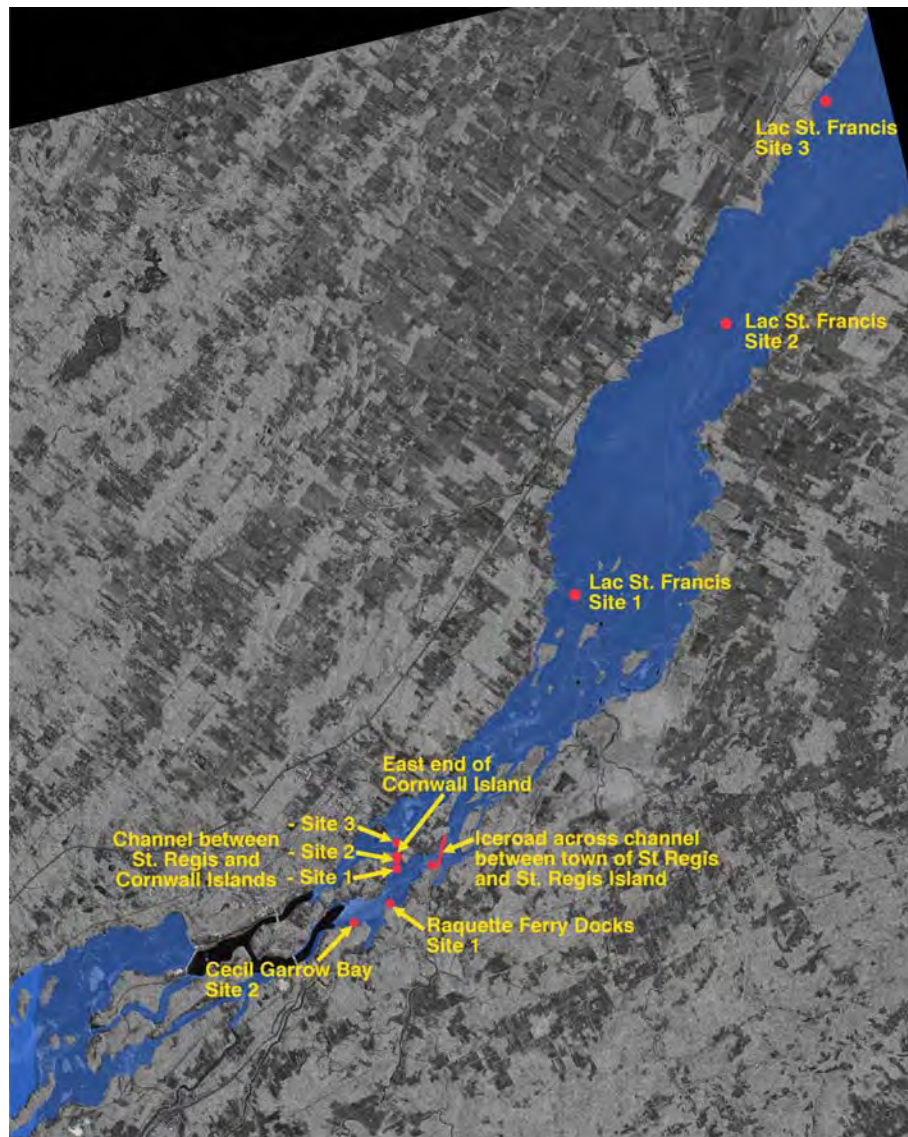 Lac St. Francis
Site 3
Lac St. Francis
Site 2
Lac St. Francis
Site 1
East end of
Cornwall Island
Channel between
St. Regis and
Cornwall Islands
- Site 3
- Site 2
- Site 1
Iceroad across channel
between town of St Regis
and St. Regis Island
Raquette Ferry Docks
Site 1
Cecil Garrow Bay
Site 2